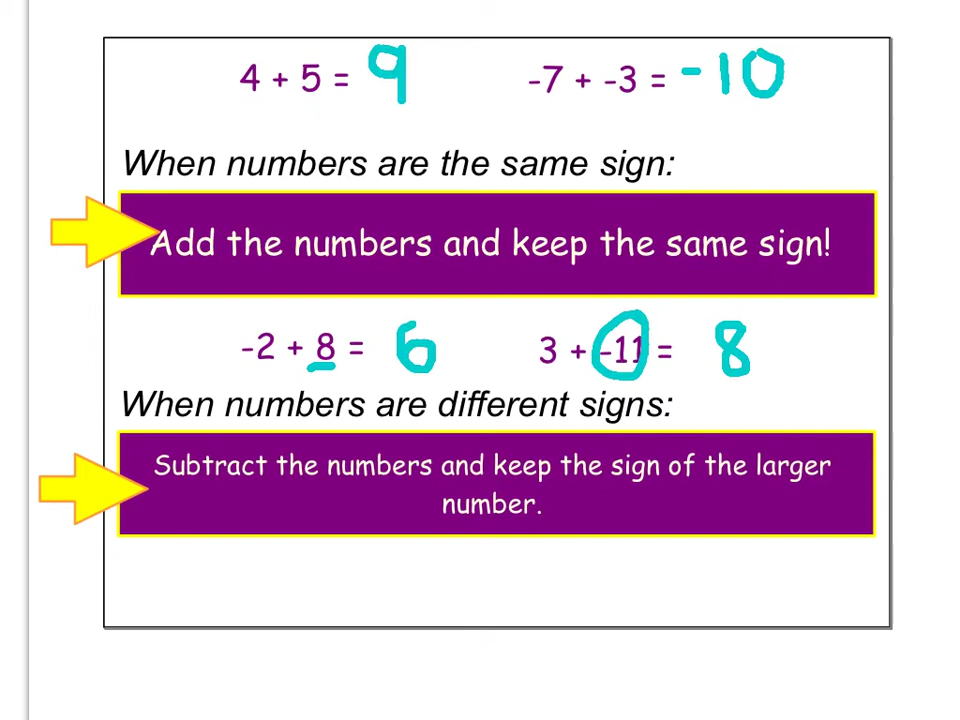 4 + 5 = 9
-7 + -3 = -10
When numbers are the same sign:
Add the numbers and keep the same sign!
-2 + 8 = 6
3 + -11 = 8
When numbers are different signs:
Subtract the numbers and keep the sign of the larger
number.